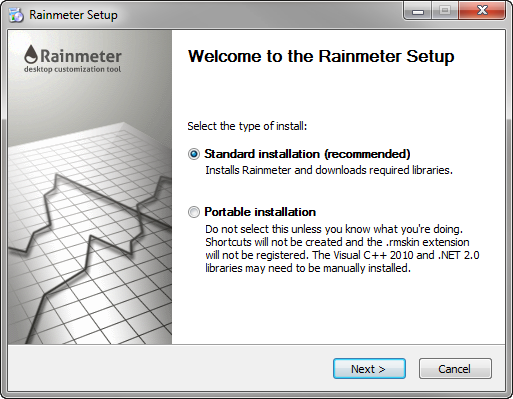 Rainmeter Setup
Rainmeter
desktop customization tool
Welcome to the Rainmeter Setup
Select the type of install:
Standard installation (recommended)
Installs Rainmeter and downloads required libraries.
Portable installation
Do not select this unless you know what you're doing.
Shortcuts will not be created and the .rmskin extension
will not be registered. The Visual C++ 2010 and .NET 2.0
libraries may need to be manually installed.
Next >
Cancel